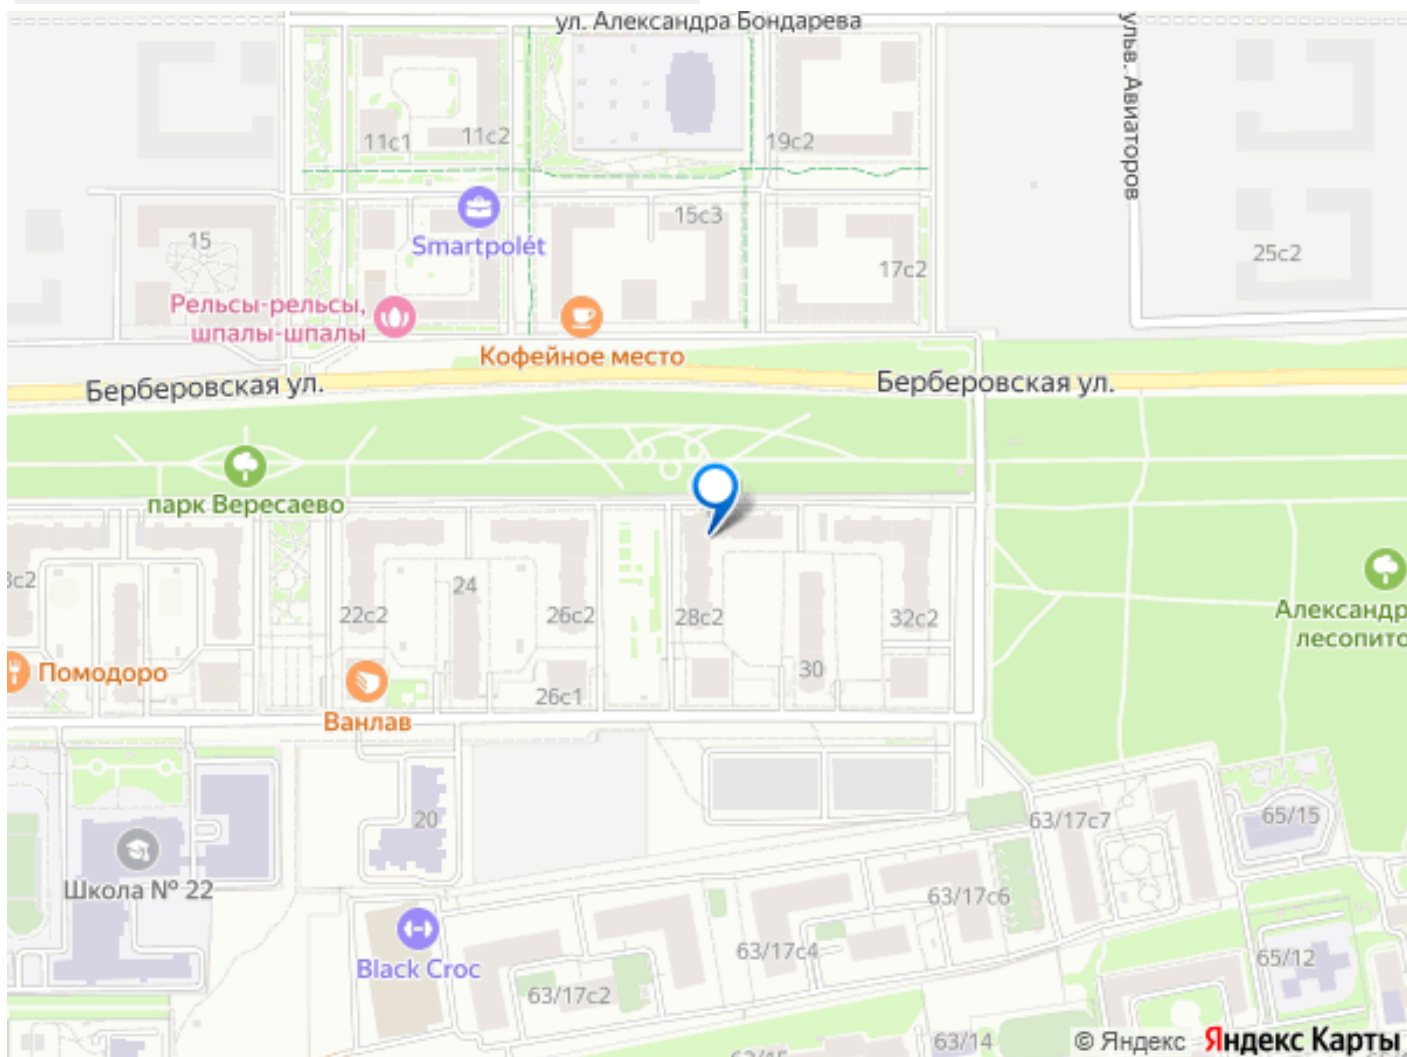 ул. Александра Бондарева
ульв. Авиаторов
11с1
11с2
19с2
15
Smartpolét
15с3
17с2
25с2
Рельсы-рельсы,
шпалы-шпалы
Кофейное место
Берберовская ул.
Берберовская ул.
парк Вересаево
3с2
22с2
24
26с2
28с2
32с2
Александр
лесопито
Помодоро
30
26с1
Ванлав
20
63/17с7
65/15
Школа № 22
63/17с6
Black Croc
63/17с4
65/12
63/17с2
63/14
© Яндекс
Яндекс Карты